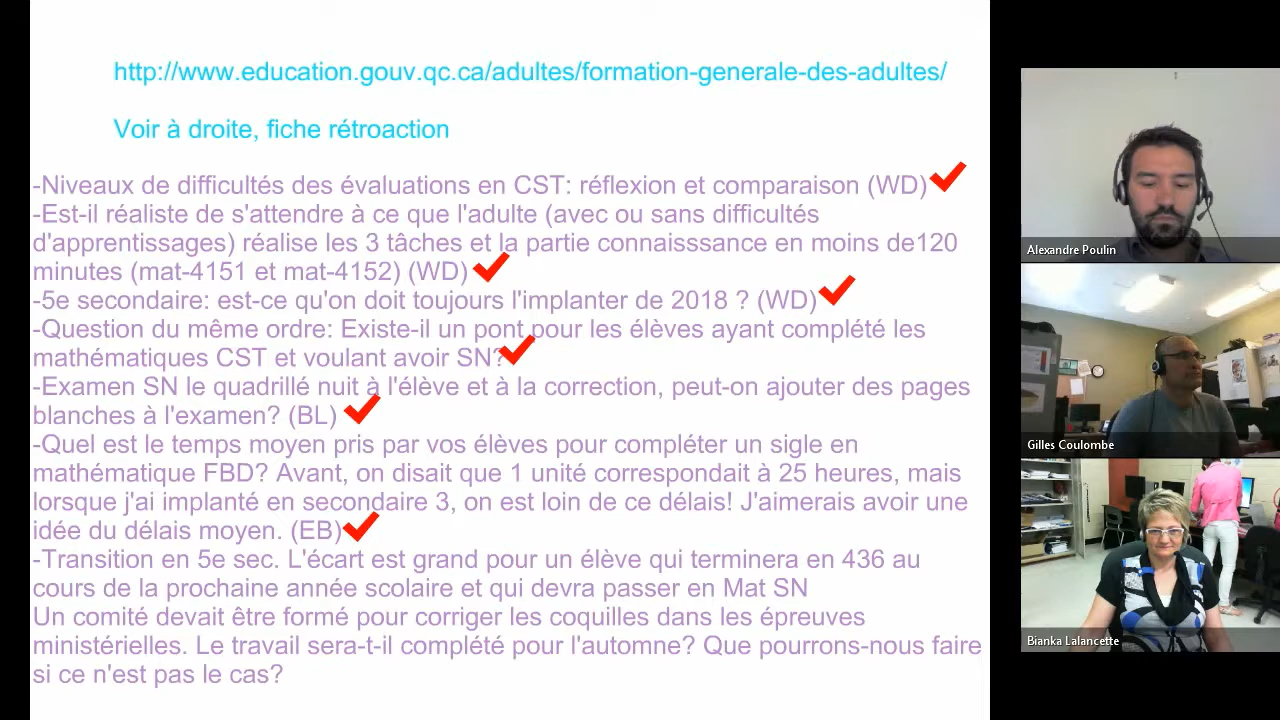 http://www.education.gouv.qc.ca/adultes/formation-generale-des-adultes/
Voir à droite, fiche rétroaction
-Niveaux de difficultés des évaluations en CST: réflexion et comparaison (WD)
-Est-il réaliste de s'attendre à ce que l'adulte (avec ou sans difficultés
d'apprentissages) réalise les 3 tâches et la partie connaisssance en moins de120
minutes (mat-4151 et mat-4152) (WD)
-5e secondaire: est-ce qu'on doit toujours l'implanter de 2018 ? (WD)
-Question du même ordre: Existe-il un pont pour les élèves ayant complété les
mathématiques CST et voulant avoir SN?
-Examen SN le quadrillé nuit à l'élève et à la correction, peut-on ajouter des pages
blanches à l'examen? (BL)
-Quel est le temps moyen pris par vos élèves pour compléter un sigle en
mathématique FBD? Avant, on disait que 1 unité correspondait à 25 heures, mais
lorsque j'ai implanté en secondaire 3, on est loin de ce délais! J'aimerais avoir une
idée du délais moyen. (EB)
-Transition en 5e sec. L'écart est grand pour un élève qui terminera en 436 au
cours de la prochaine année scolaire et qui devra passer en Mat SN
Un comité devait être formé pour corriger les coquilles dans les épreuves
ministérielles. Le travail sera-t-il complété pour l'automne? Que pourrons-nous faire
si ce n'est pas le cas?
Alexandre Poulin
Gilles Coulombe
Bianka Lalancette